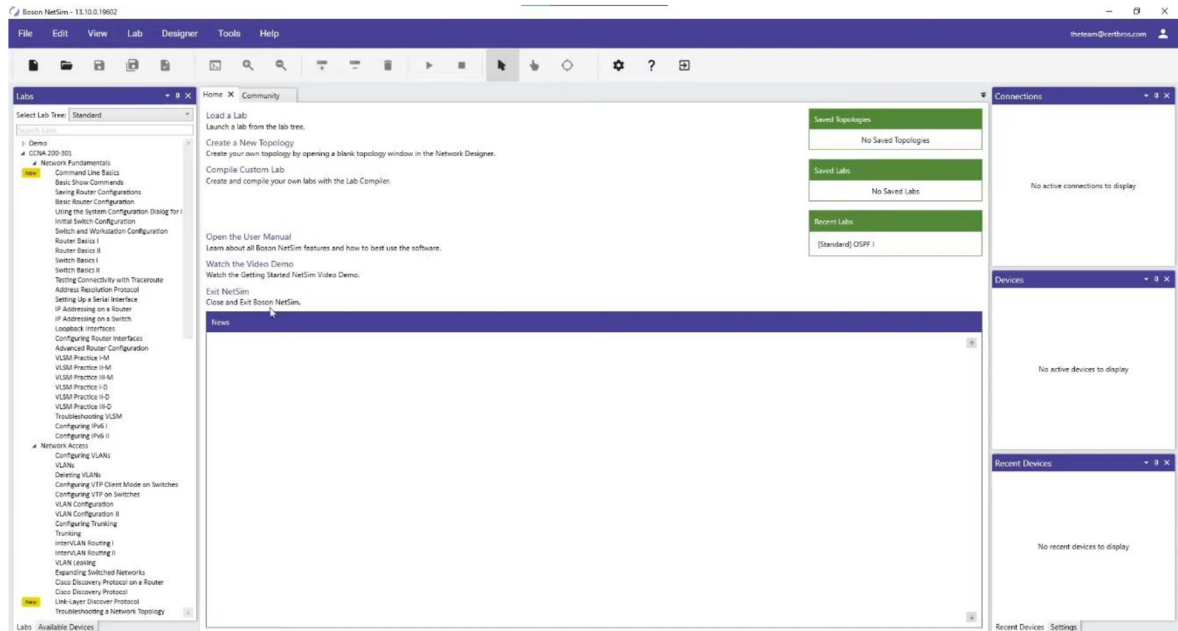 Boson NetSim - 13.10.0.19602
File Edit View Lab Designer Tools Help
theteam@certbros.com
Labs
Select Lab Tree: Standard
Search Labs
Demo
CCNA 200-301
Network Fundamentals
New Command Line Basics
Basic Show Commands
Saving Router Configurations
Basic Router Configuration
Using the System Configuration Dialog for I
Initial Switch Configuration
Switch and Workstation Configuration
Router Basics I
Router Basics II
Switch Basics I
Switch Basics II
Testing Connectivity with Traceroute
Address Resolution Protocol
Setting Up a Serial Interface
IP Addressing on a Router
IP Addressing on a Switch
Loopback Interfaces
Configuring Router Interfaces
Advanced Router Configuration
VLSM Practice I-M
VLSM Practice II-M
VLSM Practice III-M
VLSM Practice I-D
VLSM Practice II-D
VLSM Practice III-D
Troubleshooting VLSM
Configuring IPv6 I
Configuring IPv6 II
Network Access
Configuring VLANs
VLANs
Deleting VLANs
Configuring VTP Client Mode on Switches
Configuring VTP on Switches
VLAN Configuration
VLAN Configuration II
Configuring Trunking
Trunking
InterVLAN Routing I
InterVLAN Routing II
VLAN Leaking
Expanding Switched Networks
Cisco Discovery Protocol on a Router
Cisco Discovery Protocol
New Link-Layer Discover Protocol
Troubleshooting a Network Topology
Labs Available Devices
Home X Community
Load a Lab
Launch a lab from the lab tree.
Create a New Topology
Create your own topology by opening a blank topology window in the Network Designer.
Compile Custom Lab
Create and compile your own labs with the Lab Compiler.
Open the User Manual
Learn about all Boson NetSim features and how to best use the software.
Watch the Video Demo
Watch the Getting Started NetSim Video Demo.
Exit NetSim
Close and Exit Boson NetSim.
News
Saved Topologies
No Saved Topologies
Saved Labs
No Saved Labs
Recent Labs
[Standard] OSPF I
Connections
No active connections to display
Devices
No active devices to display
Recent Devices
No recent devices to display
Recent Devices Settings